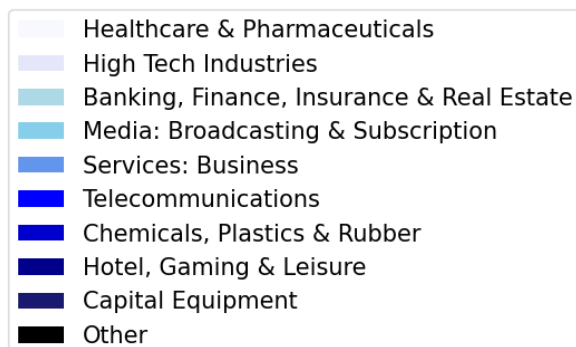 Healthcare & Pharmaceuticals
High Tech Industries
Banking, Finance, Insurance & Real Estate
Media: Broadcasting & Subscription
Services: Business
Telecommunications
Chemicals, Plastics & Rubber
Hotel, Gaming & Leisure
Capital Equipment
Other